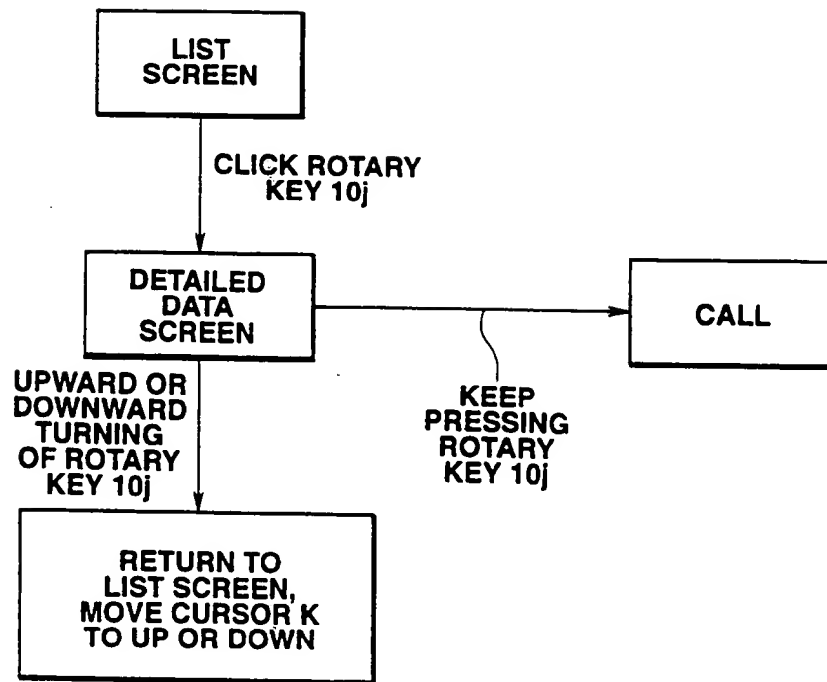 LIST
SCREEN
CLICK ROTARY
KEY 10j
DETAILED
DATA
SCREEN
CALL
UPWARD OR
DOWNWARD
TURNING
OF ROTARY
KEY 10j
KEEP
PRESSING
ROTARY
KEY 10j
RETURN TO
LIST SCREEN,
MOVE CURSOR K
TO UP OR DOWN